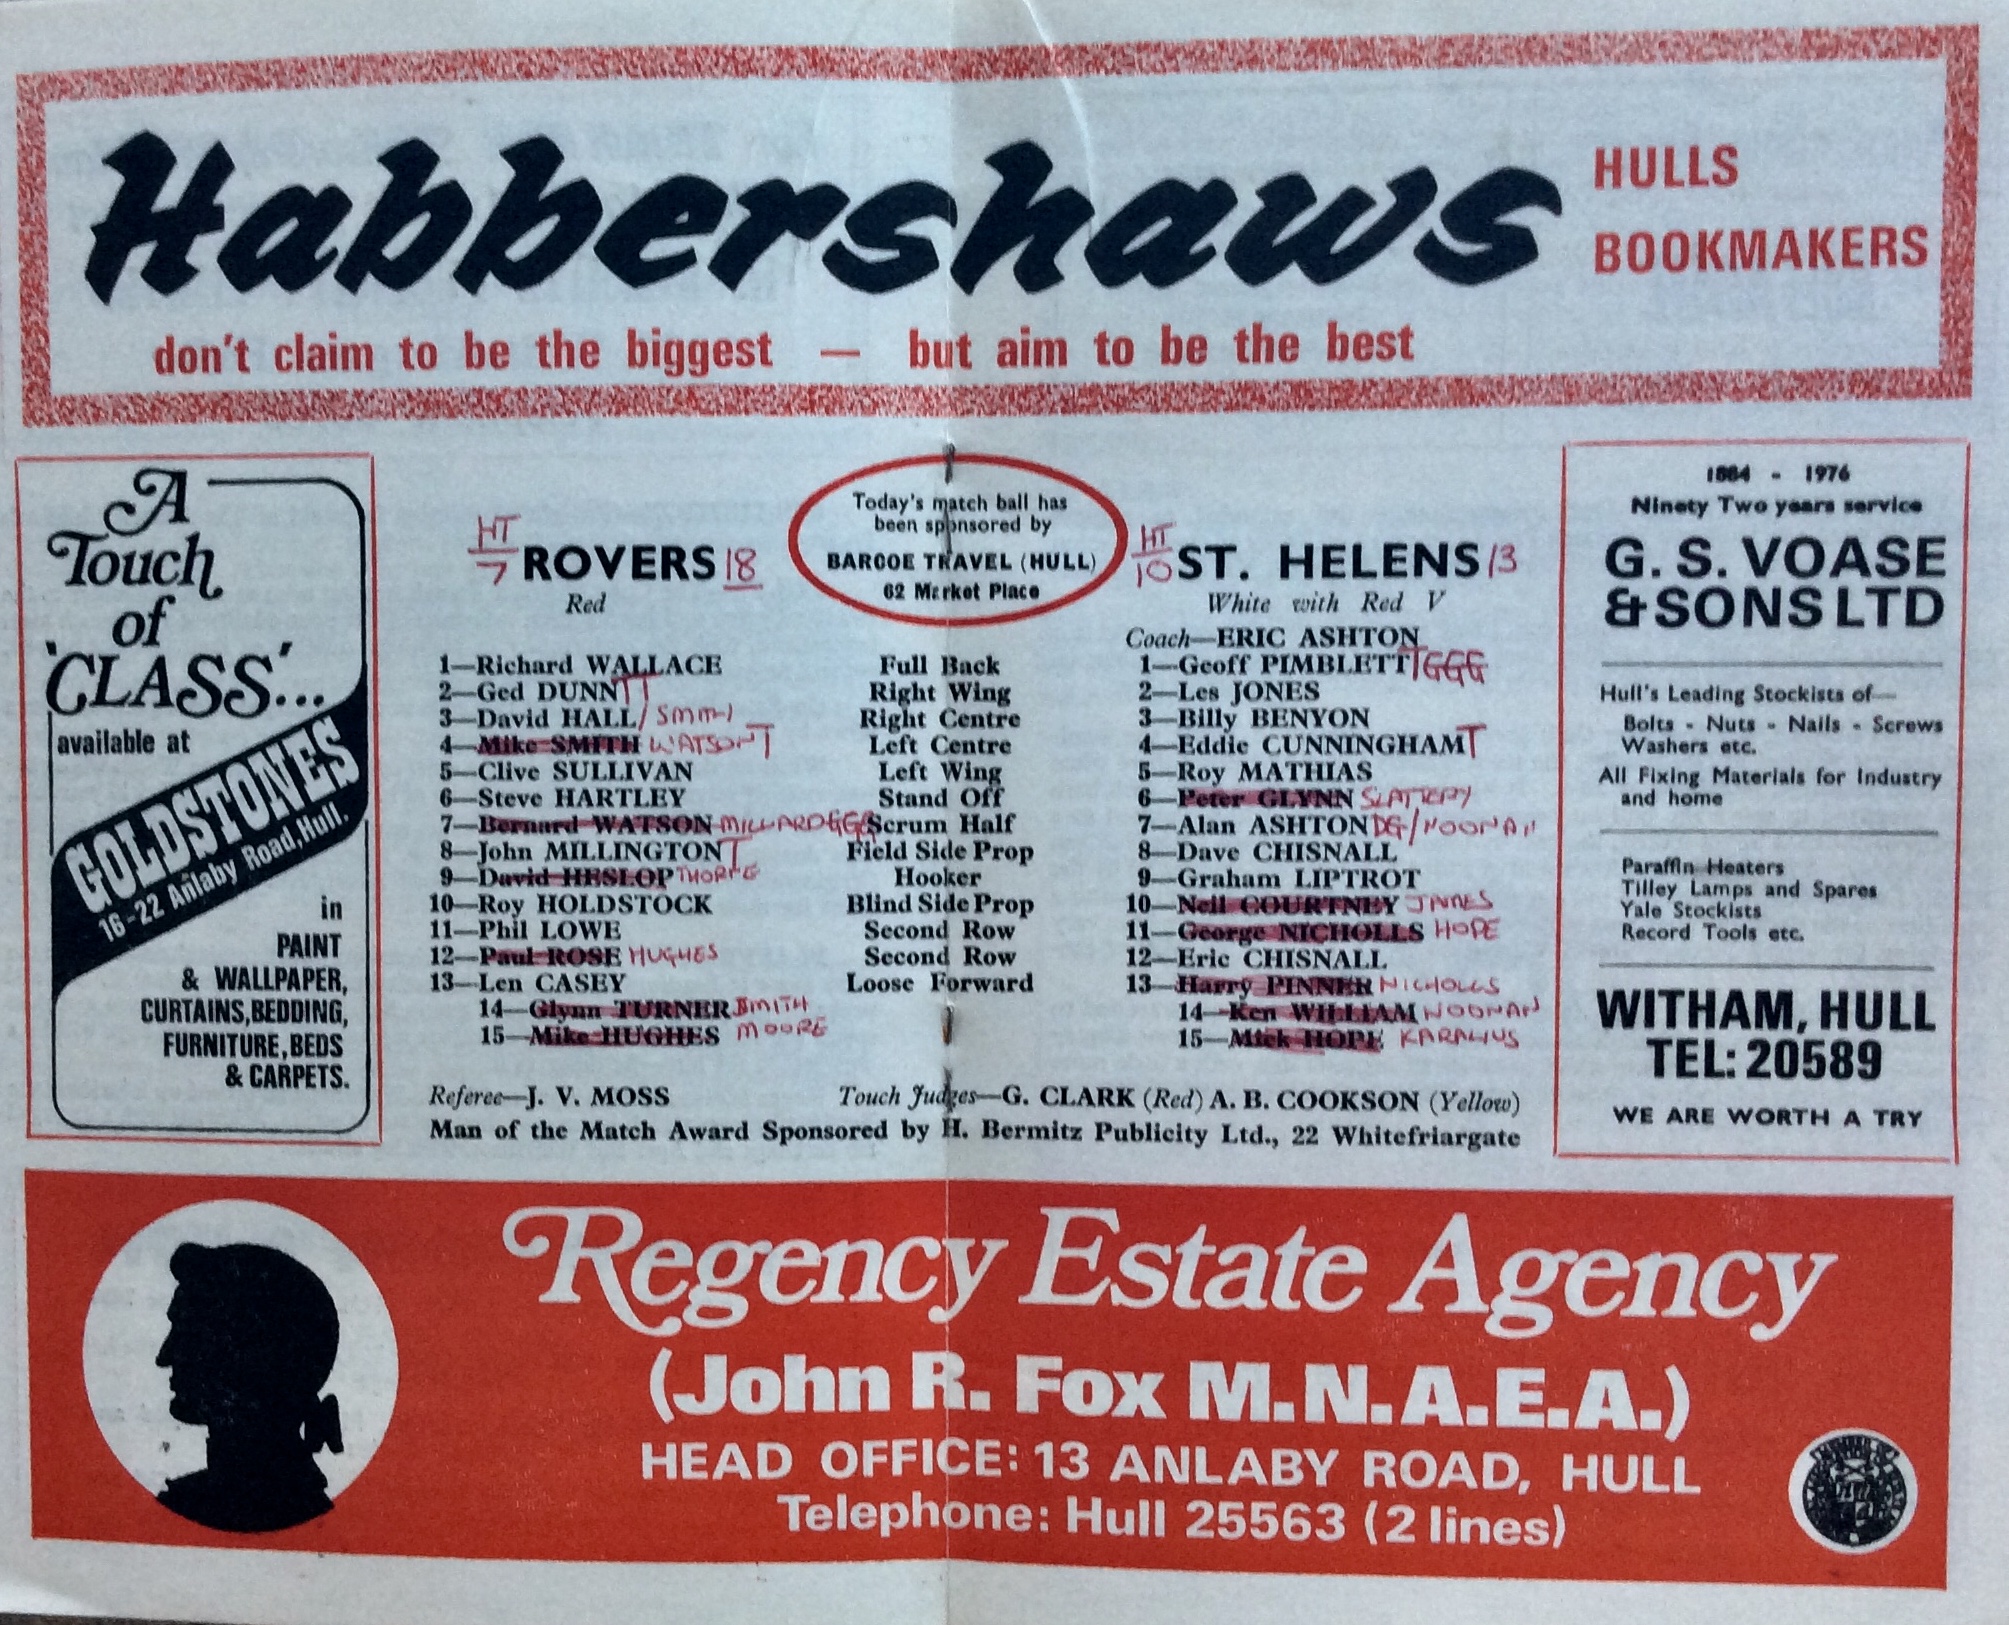 Habbershaws
HULLS
BOOKMAKERS
don't claim to be the biggest — but aim to be the best
A
Touch
of
'CLASS'...
available at
GOLDSTONES
16-22 Anlaby Road, Hull.
in
PAINT
& WALLPAPER,
CURTAINS, BEDDING,
FURNITURE, BEDS
& CARPETS.
Today's match ball has
been sponsored by
BARCOE TRAVEL (HULL)
62 Market Place
HT
7
ROVERS 18
Red
HT
10
ST. HELENS 13
White with Red V
Coach—ERIC ASHTON
1—Richard WALLACE Full Back 1—Geoff PIMBLETT TGGG
2—Ged DUNN TT Right Wing 2—Les JONES
3—David HALL / SMITH Right Centre 3—Billy BENYON
4—Mike SMITH WATSON T Left Centre 4—Eddie CUNNINGHAM T
5—Clive SULLIVAN Left Wing 5—Roy MATHIAS
6—Steve HARTLEY Stand Off 6—Peter GLYNN SLATTERY
7—Bernard WATSON MILLARD GGG Scrum Half 7—Alan ASHTON DG/NOONAN
8—John MILLINGTON T Field Side Prop 8—Dave CHISNALL
9—David HESLOP THORPE Hooker 9—Graham LIPTROT
10—Roy HOLDSTOCK Blind Side Prop 10—Neil COURTNEY JAMES
11—Phil LOWE Second Row 11—George NICHOLLS HOPE
12—Paul ROSE HUGHES Second Row 12—Eric CHISNALL
13—Len CASEY Loose Forward 13—Harry PINNER NICHOLLS
14—Glynn TURNER SMITH 14—Ken WILLIAM NOONAN
15—Mike HUGHES MOORE 15—Mick HOPE KARALIUS
Referee—J. V. MOSS Touch Judges—G. CLARK (Red) A. B. COOKSON (Yellow)
Man of the Match Award Sponsored by H. Bermitz Publicity Ltd., 22 Whitefriargate
1884 - 1976
Ninety Two years service
G. S. VOASE
& SONS LTD
Hull's Leading Stockists of—
Bolts - Nuts - Nails - Screws
Washers etc.
All Fixing Materials for Industry
and home
Paraffin Heaters
Tilley Lamps and Spares
Yale Stockists
Record Tools etc.
WITHAM, HULL
TEL: 20589
WE ARE WORTH A TRY
Regency Estate Agency
(John R. Fox M.N.A.E.A.)
HEAD OFFICE: 13 ANLABY ROAD, HULL
Telephone: Hull 25563 (2 lines)